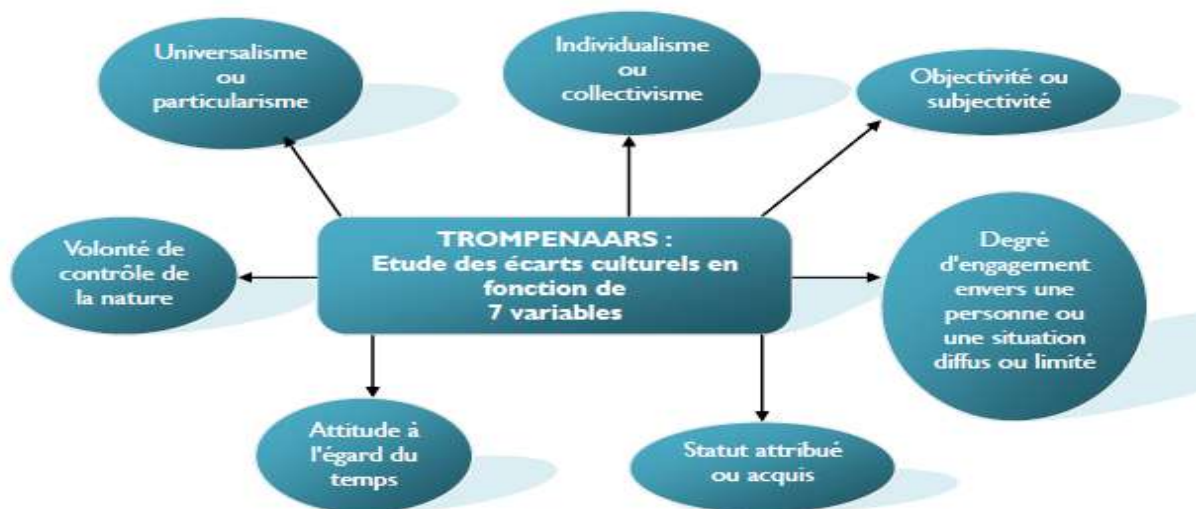 Universalisme
ou
particularisme
Individualisme
ou
collectivisme
Objectivité ou
subjectivité
TROMPENAARS :
Etude des écarts culturels en
fonction de
7 variables
Volonté de
contrôle de
la nature
Degré
d'engagement
envers une
personne ou
une situation
diffus ou limité
Attitude à
l'égard du
temps
Statut attribué
ou acquis